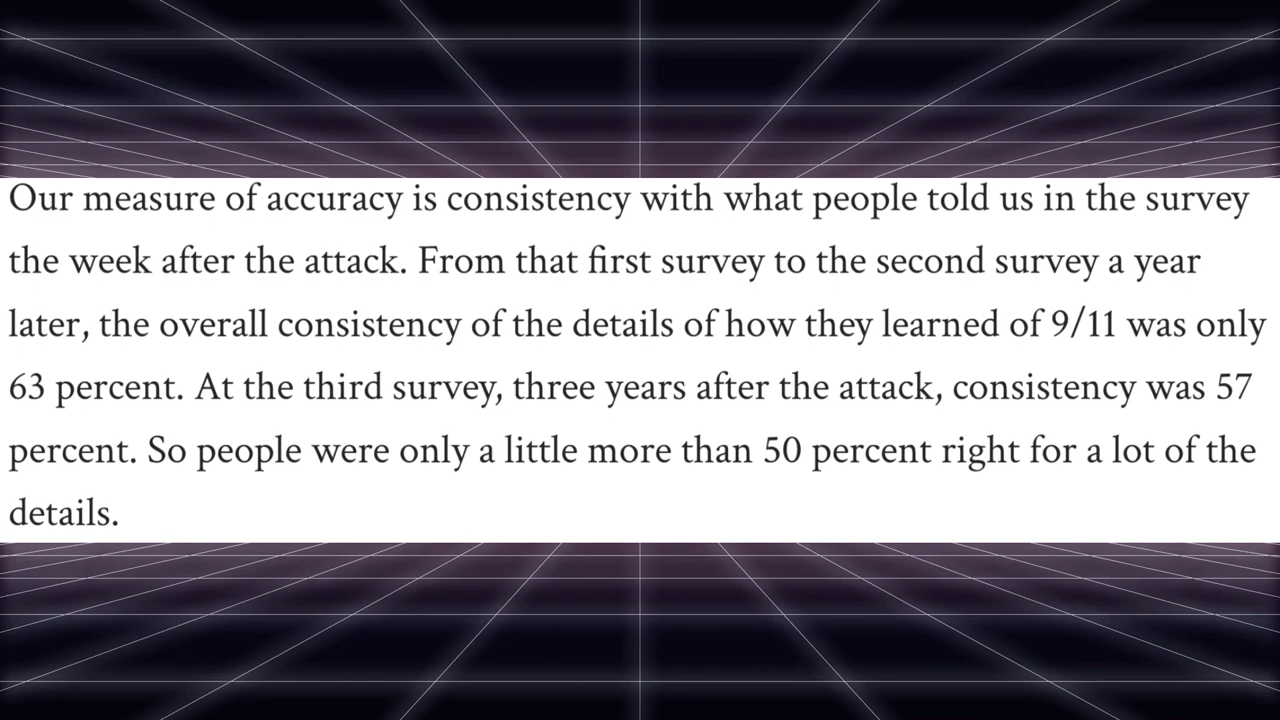 Our measure of accuracy is consistency with what people told us in the survey
the week after the attack. From that first survey to the second survey a year
later, the overall consistency of the details of how they learned of 9/11 was only
63 percent. At the third survey, three years after the attack, consistency was 57
percent. So people were only a little more than 50 percent right for a lot of the
details.